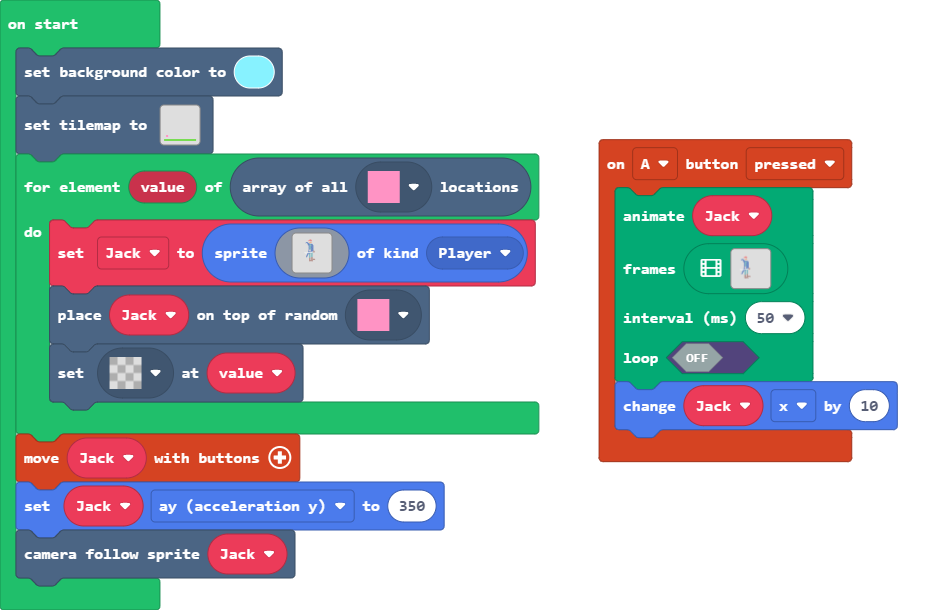 on start
set background color to
set tilemap to
for element value of array of all locations
do
set Jack to sprite of kind Player
place Jack on top of random
set at value
move Jack with buttons
set Jack ay (acceleration y) to 350
camera follow sprite Jack
on A button pressed
animate Jack
frames
interval (ms) 50
loop OFF
change Jack x by 10